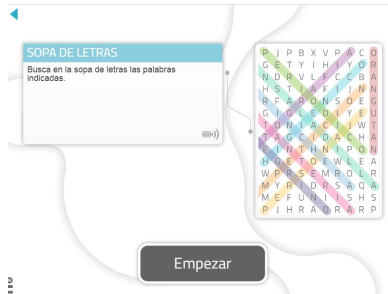 SOPA DE LETRAS
Busca en la sopa de letras las palabras
indicadas.
P J P B X V P A C O
G E T Y I H I Y O R
N D R V L F C C B A
H S T I A F I J N N
R F A R O N S O E G
T A G C I D A C H A
E I N T H N I P O N
H G E T O E W L E A
W P R S E M R O L R
M Y R I D R S A Q A
M E F U N I I S H S
P J H R A O R A R P
Empezar